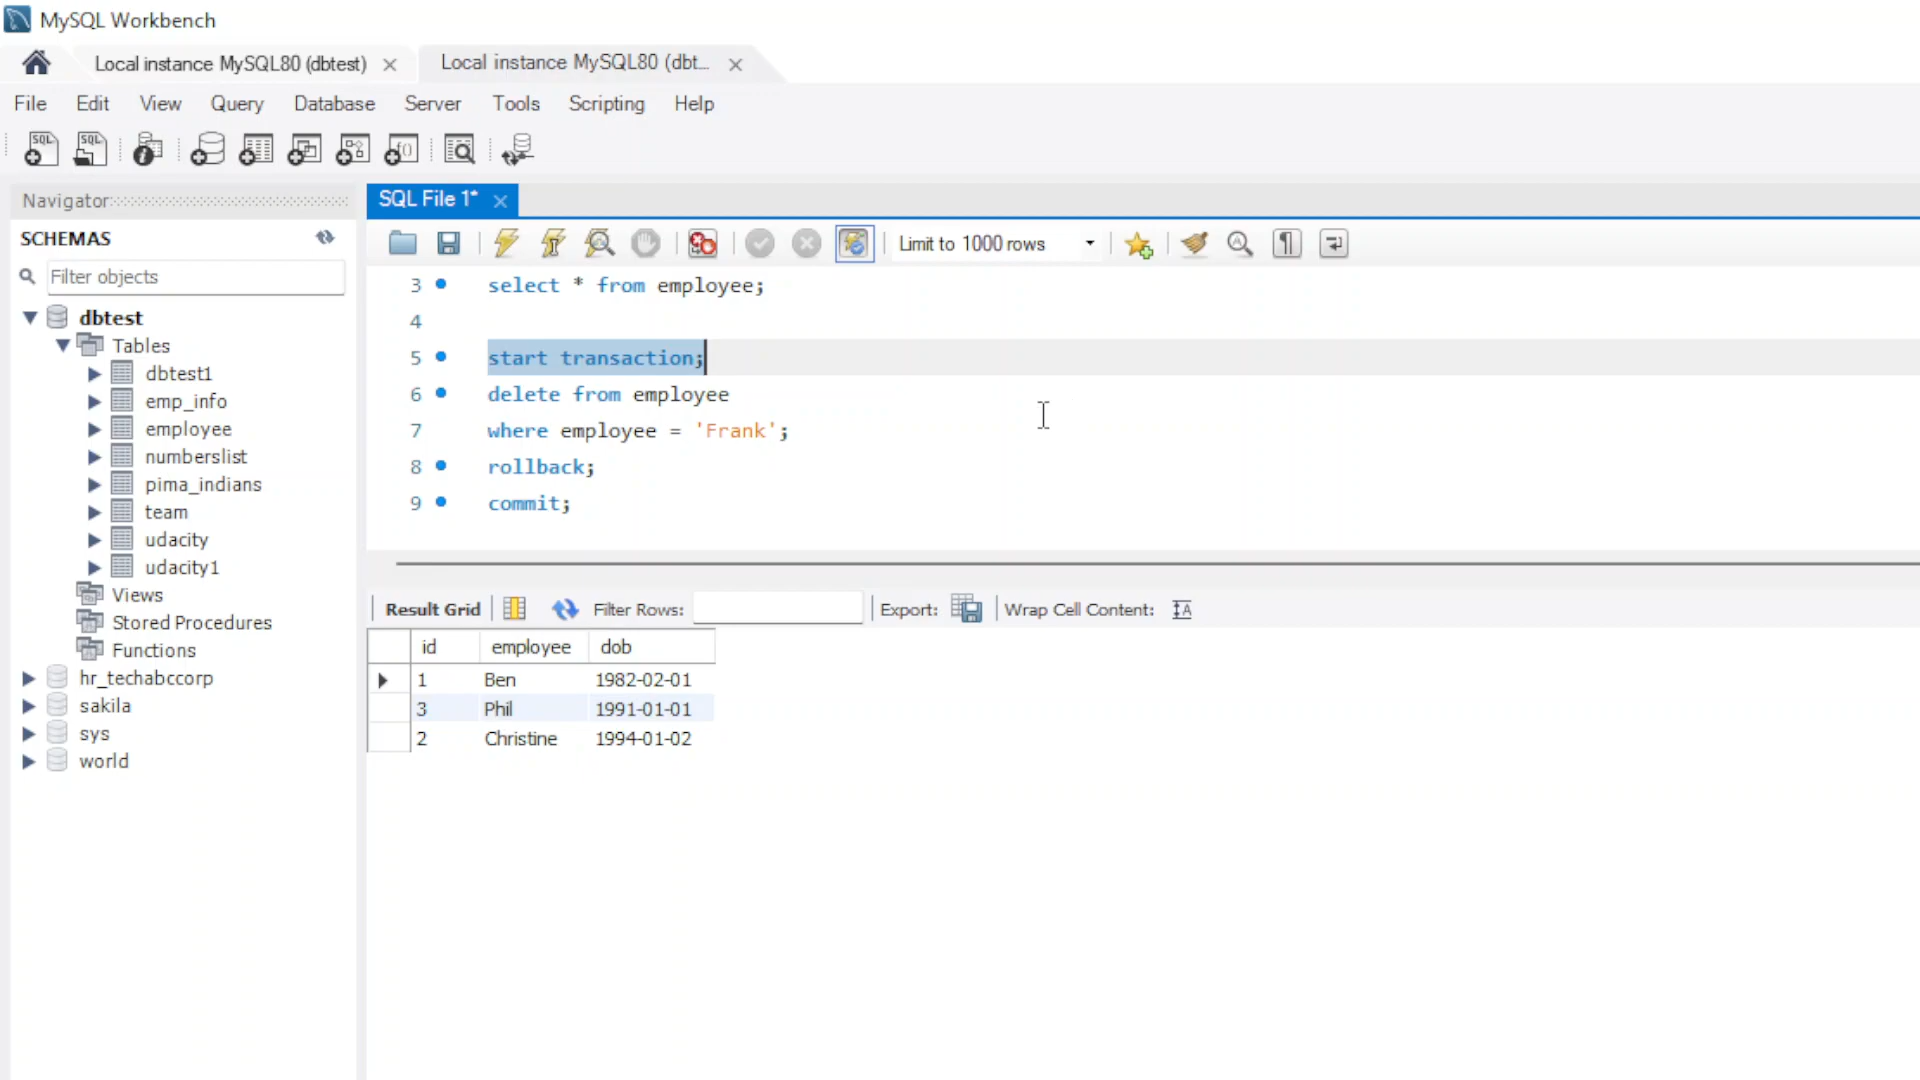 MySQL Workbench
Local instance MySQL80 (dbtest)
Local instance MySQL80 (dbt...
File Edit View Query Database Server Tools Scripting Help
SQL SQL
Navigator
SQL File 1*
SCHEMAS
Limit to 1000 rows
Filter objects
dbtest
Tables
dbtest1
emp_info
employee
numberslist
pima_indians
team
udacity
udacity1
Views
Stored Procedures
Functions
hr_techabccorp
sakila
sys
world
3 select * from employee;
4
5 start transaction;
6 delete from employee
7 where employee = 'Frank';
8 rollback;
9 commit;
Result Grid Filter Rows: Export: Wrap Cell Content:
id employee dob
1 Ben 1982-02-01
3 Phil 1991-01-01
2 Christine 1994-01-02